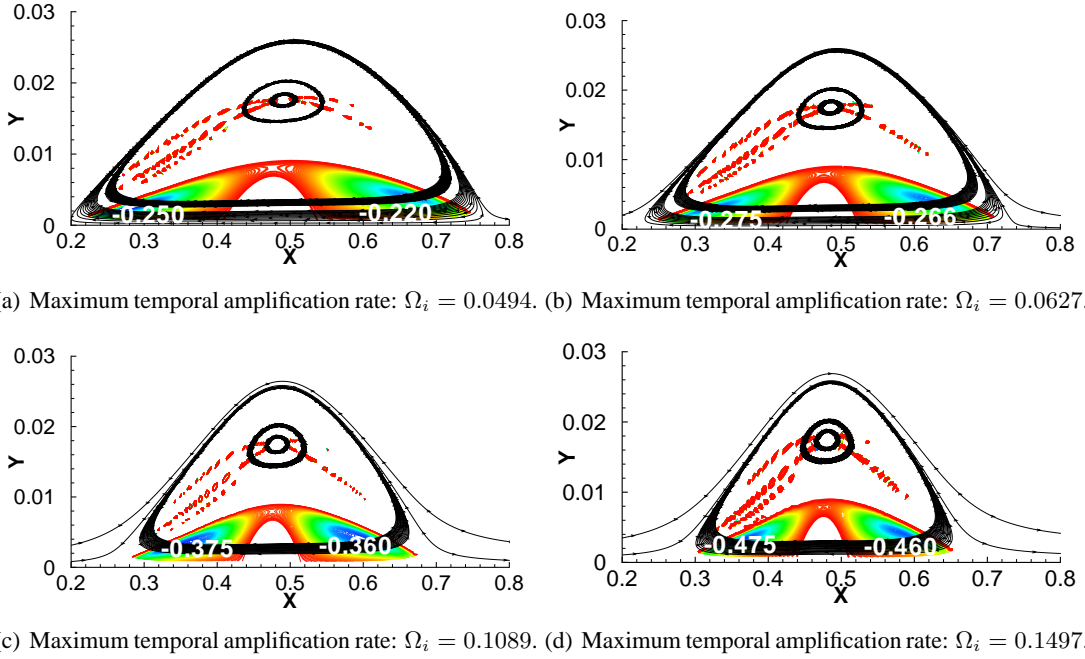 0.03
0.02
Y
0.01
0
-0.250
-0.220
0.2 0.3 0.4 0.5 0.6 0.7 0.8
X
0.03
0.02
Y
0.01
0
-0.275
-0.266
0.2 0.3 0.4 0.5 0.6 0.7 0.8
X
a) Maximum temporal amplification rate: Ωᵢ = 0.0494. (b) Maximum temporal amplification rate: Ωᵢ = 0.0627.
0.03
0.02
Y
0.01
0
-0.375
-0.360
0.2 0.3 0.4 0.5 0.6 0.7 0.8
X
0.03
0.02
Y
0.01
0
-0.475
-0.460
0.2 0.3 0.4 0.5 0.6 0.7 0.8
X
c) Maximum temporal amplification rate: Ωᵢ = 0.1089. (d) Maximum temporal amplification rate: Ωᵢ = 0.1497.